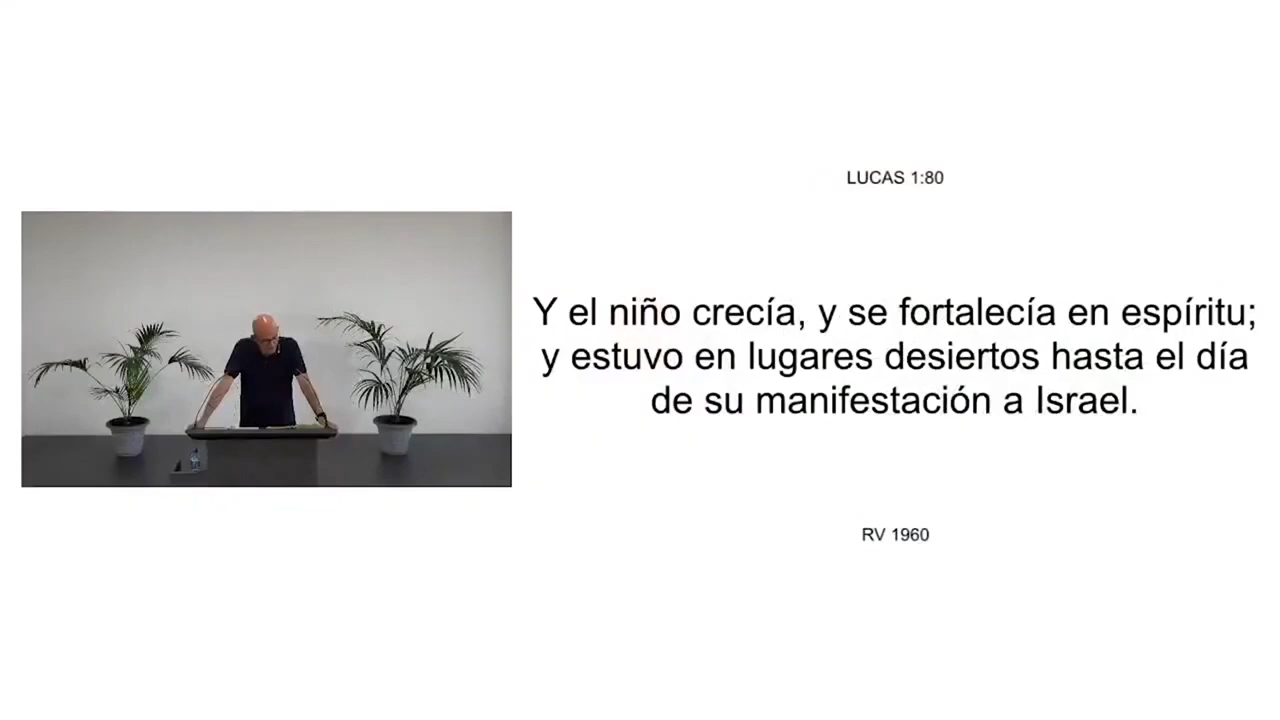 LUCAS 1:80
Y el niño crecía, y se fortalecía en espíritu;
y estuvo en lugares desiertos hasta el día
de su manifestación a Israel.
RV 1960